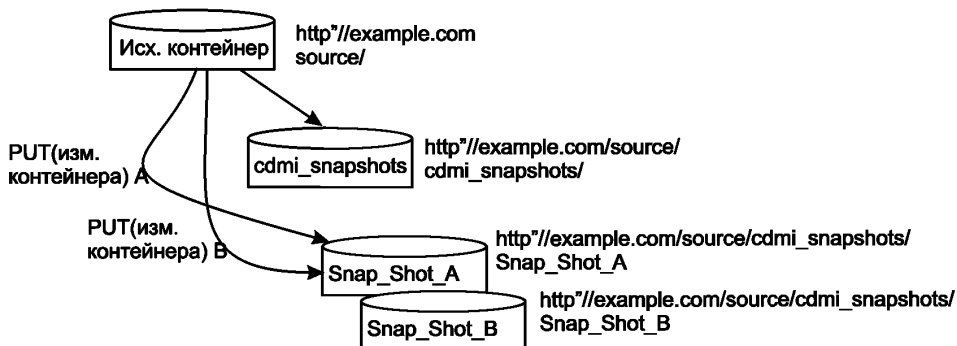 Исх. контейнер
http”//example.com
source/
cdmi_snapshots
http”//example.com/source/
cdmi_snapshots/
PUT(изм.
контейнера) A
PUT(изм.
контейнера) B
Snap_Shot_A
http”//example.com/source/cdmi_snapshots/
Snap_Shot_A
Snap_Shot_B
http”//example.com/source/cdmi_snapshots/
Snap_Shot_B